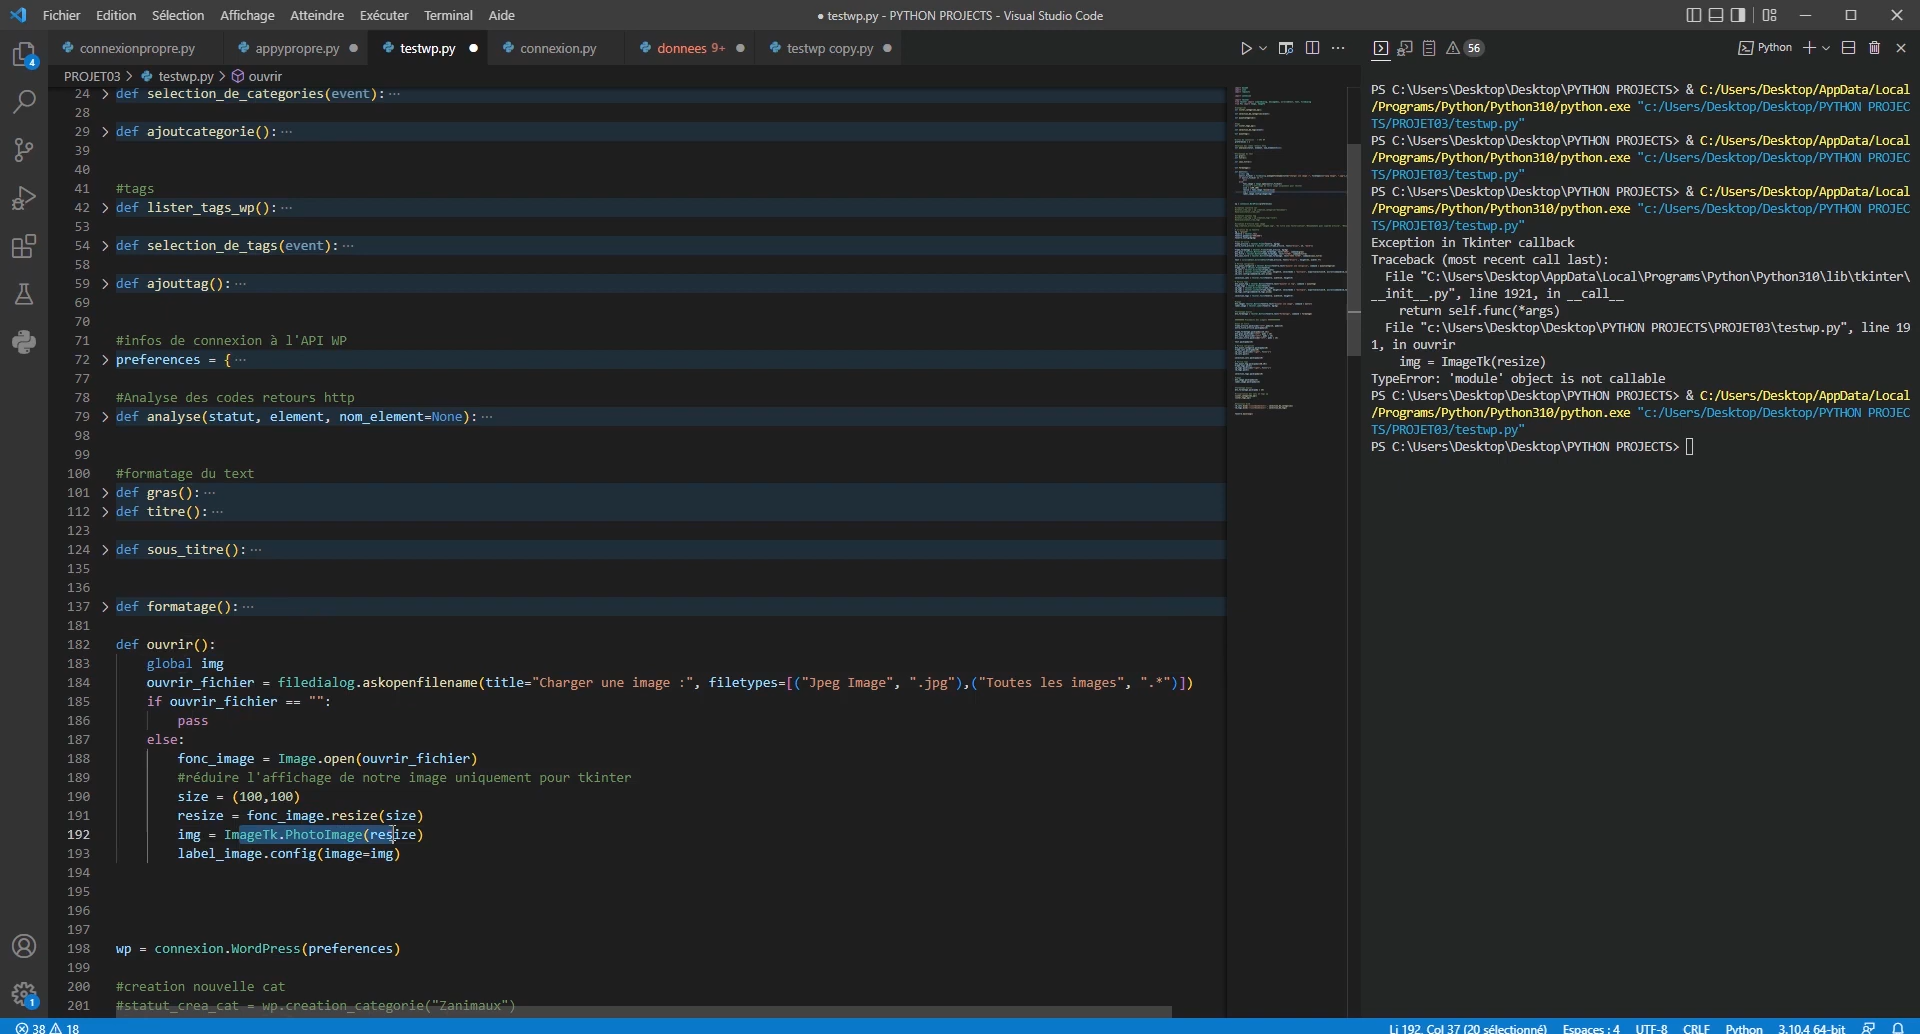 Fichier Edition Sélection Affichage Atteindre Exécuter Terminal Aide
● testwp.py - PYTHON PROJECTS - Visual Studio Code
connexionpropre.py appypropre.py ● testwp.py ● connexion.py donnees 9+ ● testwp copy.py ●
PROJET03 > testwp.py > ouvrir
24 > def selection_de_categories(event): ···
28
29 > def ajoutcategorie(): ···
39
40
41 #tags
42 > def lister_tags_wp(): ···
53
54 > def selection_de_tags(event): ···
58
59 > def ajouttag(): ···
69
70
71 #infos de connexion à l'API WP
72 > preferences = { ···
77
78 #Analyse des codes retours http
79 > def analyse(statut, element, nom_element=None): ···
98
99
100 #formatage du text
101 > def gras(): ···
112 > def titre(): ···
123
124 > def sous_titre(): ···
135
136
137 > def formatage(): ···
181
182 def ouvrir():
183 global img
184 ouvrir_fichier = filedialog.askopenfilename(title="Charger une image :", filetypes=[("Jpeg Image", ".jpg"),("Toutes les images", ".*")])
185 if ouvrir_fichier == "":
186 pass
187 else:
188 fonc_image = Image.open(ouvrir_fichier)
189 #réduire l'affichage de notre image uniquement pour tkinter
190 size = (100,100)
191 resize = fonc_image.resize(size)
192 img = ImageTk.PhotoImage(resize)
193 label_image.config(image=img)
194
195
196
197
198 wp = connexion.WordPress(preferences)
199
200 #creation nouvelle cat
201 #statut_crea_cat = wp.creation_categorie("Zanimaux")
56
Python
PS C:\Users\Desktop\Desktop\PYTHON PROJECTS> & C:/Users/Desktop/AppData/Local
/Programs/Python/Python310/python.exe "c:/Users/Desktop/Desktop/PYTHON PROJEC
TS/PROJET03/testwp.py"
PS C:\Users\Desktop\Desktop\PYTHON PROJECTS> & C:/Users/Desktop/AppData/Local
/Programs/Python/Python310/python.exe "c:/Users/Desktop/Desktop/PYTHON PROJEC
TS/PROJET03/testwp.py"
PS C:\Users\Desktop\Desktop\PYTHON PROJECTS> & C:/Users/Desktop/AppData/Local
/Programs/Python/Python310/python.exe "c:/Users/Desktop/Desktop/PYTHON PROJEC
TS/PROJET03/testwp.py"
Exception in Tkinter callback
Traceback (most recent call last):
File "C:\Users\Desktop\AppData\Local\Programs\Python\Python310\lib\tkinter\
__init__.py", line 1921, in __call__
return self.func(*args)
File "c:\Users\Desktop\Desktop\PYTHON PROJECTS\PROJET03\testwp.py", line 19
1, in ouvrir
img = ImageTk(resize)
TypeError: 'module' object is not callable
PS C:\Users\Desktop\Desktop\PYTHON PROJECTS> & C:/Users/Desktop/AppData/Local
/Programs/Python/Python310/python.exe "c:/Users/Desktop/Desktop/PYTHON PROJEC
TS/PROJET03/testwp.py"
PS C:\Users\Desktop\Desktop\PYTHON PROJECTS>
4
1
38 18
Li 192, Col 37 (20 sélectionné) Espaces : 4 UTF-8 CRLF Python 3.10.4 64-bit